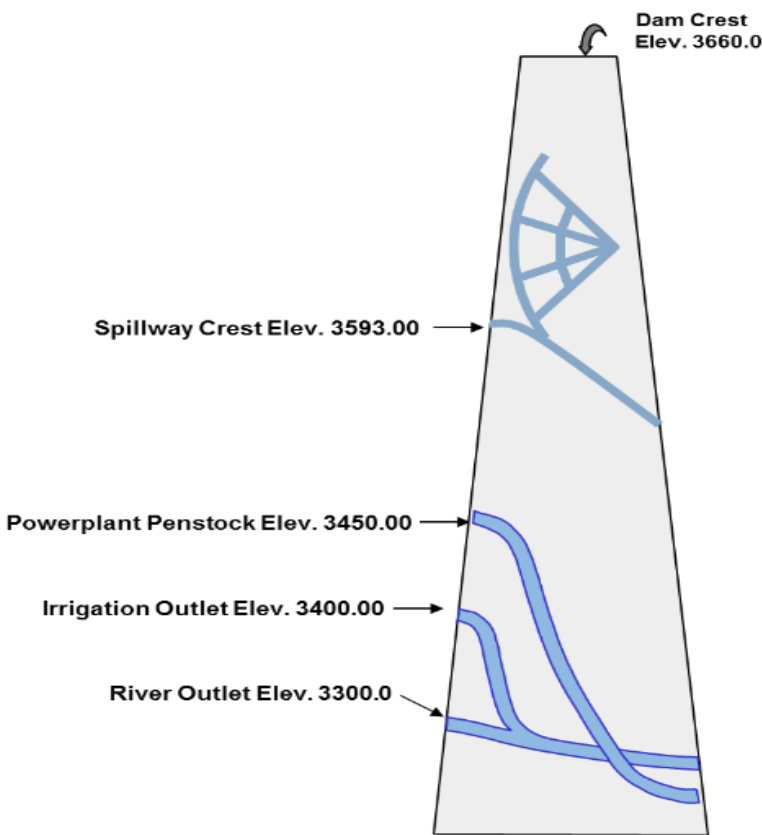 Dam Crest
Elev. 3660.0
Spillway Crest Elev. 3593.00
Powerplant Penstock Elev. 3450.00
Irrigation Outlet Elev. 3400.00
River Outlet Elev. 3300.0